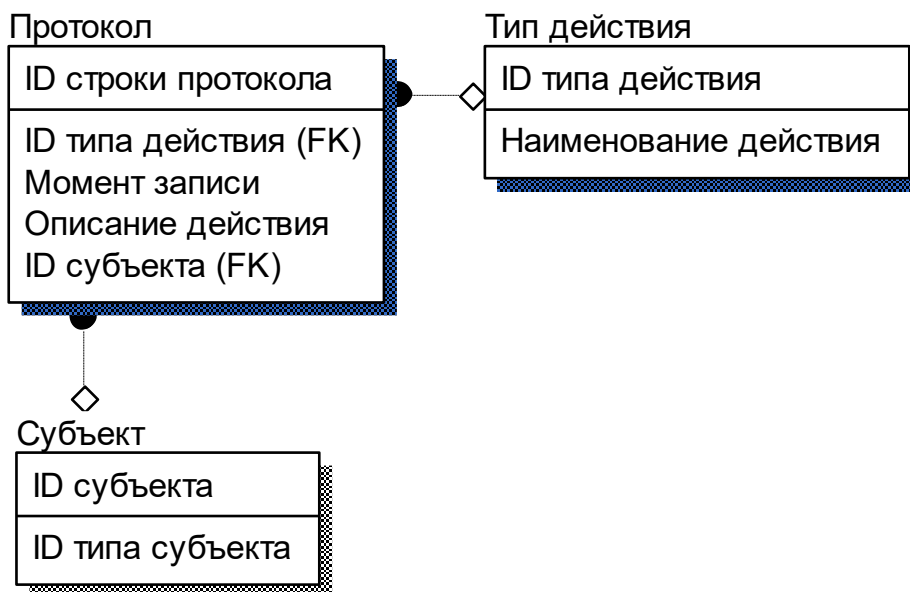 Протокол
ID строки протокола
ID типа действия (FK)
Момент записи
Описание действия
ID субъекта (FK)
Тип действия
ID типа действия
Наименование действия
Субъект
ID субъекта
ID типа субъекта